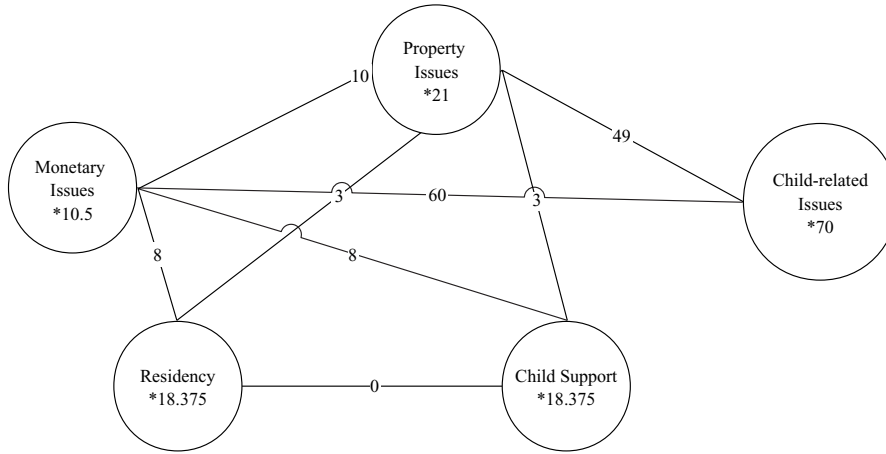 Property
Issues
*21
10
49
Monetary
Issues
*10.5
3
60
3
Child-related
Issues
*70
8
8
Residency
*18.375
0
Child Support
*18.375